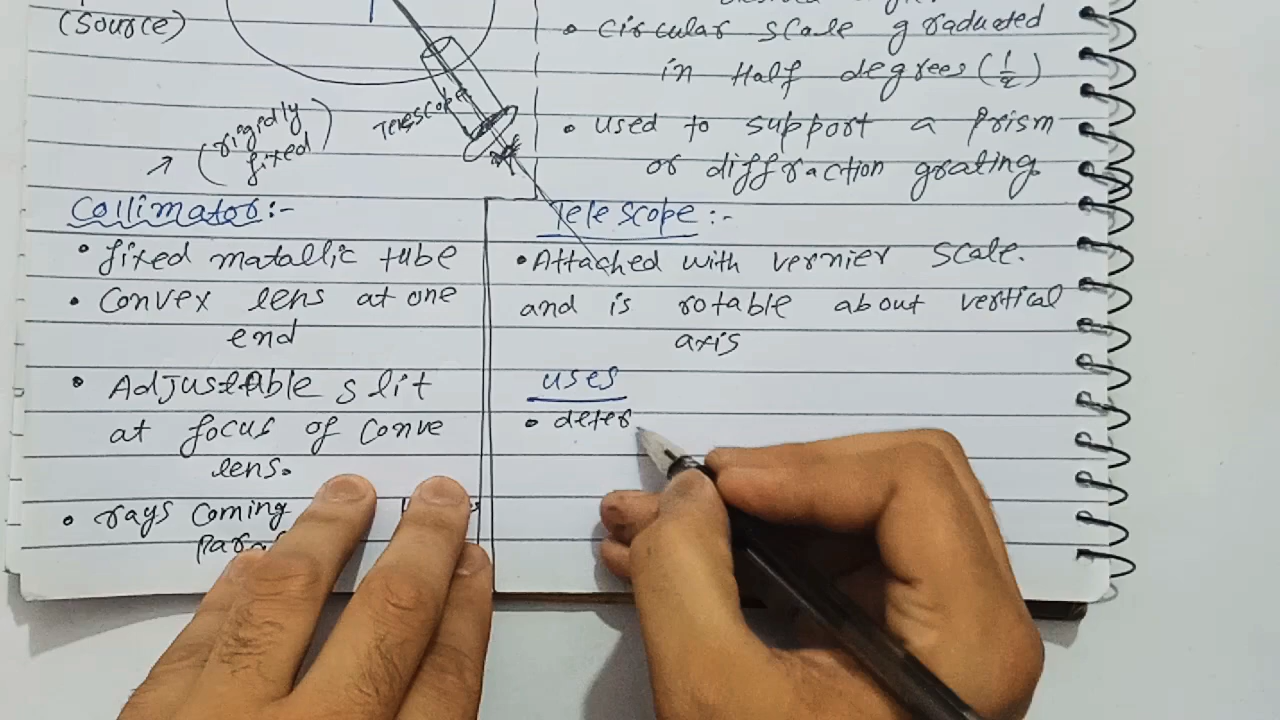 (Source)
Telescope
(ringedly
fixed)
Collimator:-
• fixed matallic tube
• Convex lens at one
end
• Adjustable slit
at focus of Conve
lens.
• rays coming
• Circular scale graduated
in Half degrees (1/2)
• used to support a Prism
or diffraction grating.
Telescope:-
• Attached with vernier Scale.
and is rotable about vertical
axis
uses
• deter